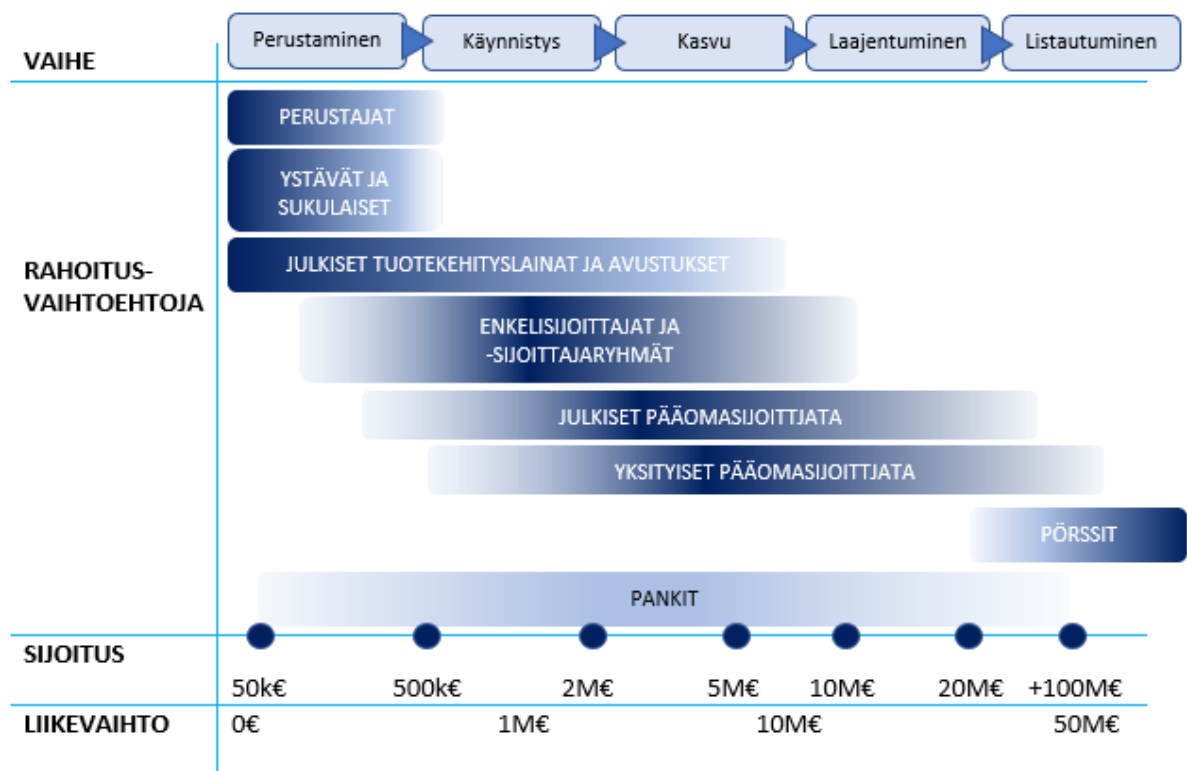 VAIHE
Perustaminen
Käynnistys
Kasvu
Laajentuminen
Listautuminen
RAHOITUS-
VAIHTOEHTOJA
PERUSTAJAT
YSTÄVÄT JA
SUKULAISET
JULKISET TUOTEKEHITYSLAINAT JA AVUSTUKSET
ENKELISIJOITTAJAT JA
-SIJOITTAJARYHMÄT
JULKISET PÄÄOMASIJOITTJATA
YKSITYISET PÄÄOMASIJOITTJATA
PÖRSSIT
PANKIT
SIJOITUS
50k€ 500k€ 2M€ 5M€ 10M€ 20M€ +100M€
LIIKEVAIHTO 0€ 1M€ 10M€ 50M€